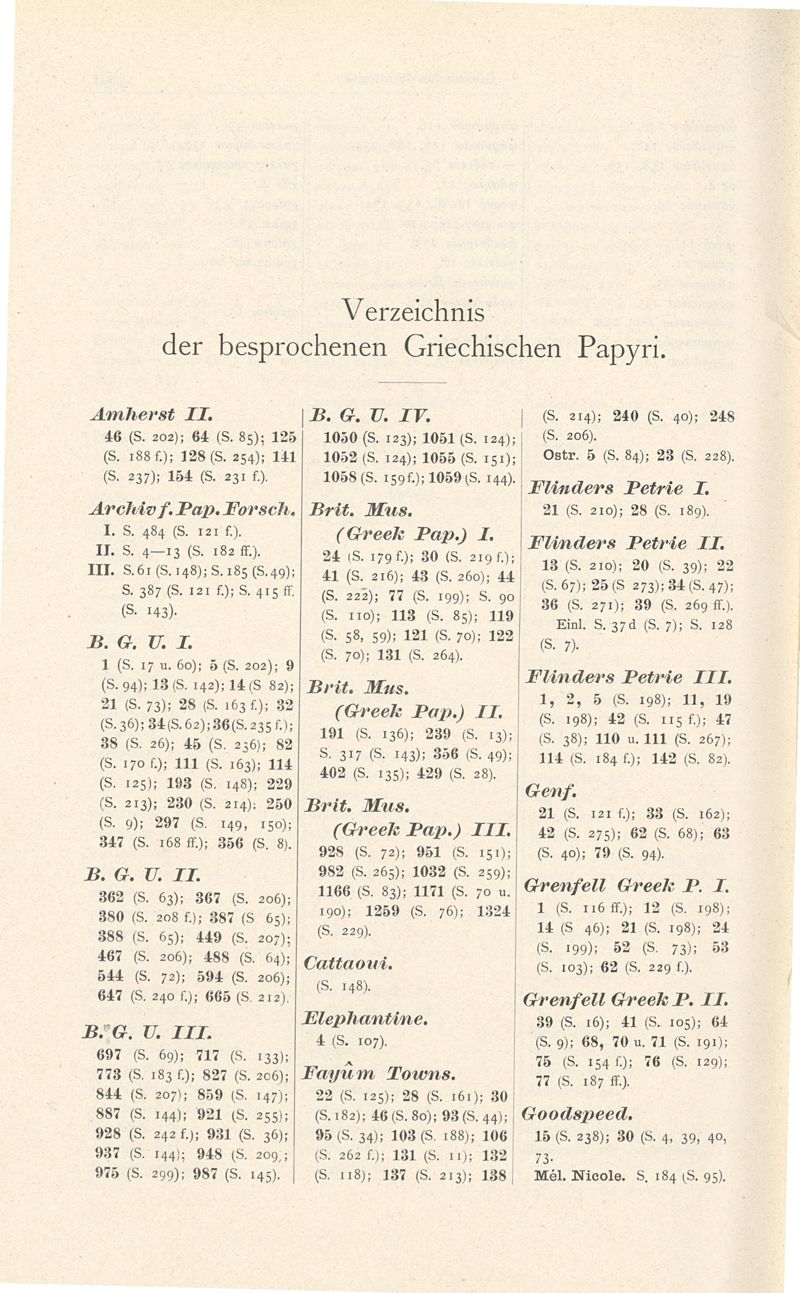 Verzeichnis
der besprochenen Griechischen Papyri.
Amherst II.
46 (S. 202); 64 (S. 85); 125
(S. 188 f.); 128 (S. 254); 141
(S. 237); 154 (S. 231 f.).
Archiv f. Pap. Forsch.
I. S. 484 (S. 121 f.).
II. S. 4—13 (S. 182 ff.).
III. S. 61 (S. 148); S. 185 (S. 49);
S. 387 (S. 121 f.); S. 415 ff.
(S. 143).
B. G. U. I.
1 (S. 17 u. 60); 5 (S. 202); 9
(S. 94); 13 (S. 142); 14 (S 82);
21 (S. 73); 28 (S. 163 f.); 32
(S. 36); 34 (S. 62); 36 (S. 235 f.);
38 (S. 26); 45 (S. 236); 82
(S. 170 f.); 111 (S. 163); 114
(S. 125); 193 (S. 148); 229
(S. 213); 230 (S. 214); 250
(S. 9); 297 (S. 149, 150);
347 (S. 168 ff.); 356 (S. 8).
B. G. U. II.
362 (S. 63); 367 (S. 206);
380 (S. 208 f.); 387 (S 65);
388 (S. 65); 449 (S. 207);
467 (S. 206); 488 (S. 64);
544 (S. 72); 594 (S. 206);
647 (S. 240 f.); 665 (S. 212).
B. G. U. III.
697 (S. 69); 717 (S. 133);
773 (S. 183 f.); 827 (S. 206);
844 (S. 207); 859 (S. 147);
887 (S. 144); 921 (S. 255);
928 (S. 242 f.); 931 (S. 36);
937 (S. 144); 948 (S. 209,;
975 (S. 299); 987 (S. 145).
B. G. U. IV.
1050 (S. 123); 1051 (S. 124);
1052 (S. 124); 1055 (S. 151);
1058 (S. 159 f.); 1059 (S. 144).
Brit. Mus.
(Greek Pap.) I.
24 (S. 179 f.); 30 (S. 219 f.);
41 (S. 216); 43 (S. 260); 44
(S. 222); 77 (S. 199); S. 90
(S. 110); 113 (S. 85); 119
(S. 58, 59); 121 (S. 70); 122
(S. 70); 131 (S. 264).
Brit. Mus.
(Greek Pap.) II.
191 (S. 136); 239 (S. 13);
S. 317 (S. 143); 356 (S. 49);
402 (S. 135); 429 (S. 28).
Brit. Mus.
(Greek Pap.) III.
928 (S. 72); 951 (S. 151);
982 (S. 265); 1032 (S. 259);
1166 (S. 83); 1171 (S. 70 u.
190); 1259 (S. 76); 1324
(S. 229).
Cattaoui.
(S. 148).
Elephantine.
4 (S. 107).
Fayûm Towns.
22 (S. 125); 28 (S. 161); 30
(S. 182); 46 (S. 80); 93 (S. 44);
95 (S. 34); 103 (S. 188); 106
(S. 262 f.); 131 (S. 11); 132
(S. 118); 137 (S. 213); 138
(S. 214); 240 (S. 40); 248
(S. 206).
Ostr. 5 (S. 84); 23 (S. 228).
Flinders Petrie I.
21 (S. 210); 28 (S. 189).
Flinders Petrie II.
13 (S. 210); 20 (S. 39); 22
(S. 67); 25 (S 273); 34 (S. 47);
36 (S. 271); 39 (S. 269 ff.).
Einl. S. 37d (S. 7); S. 128
(S. 7).
Flinders Petrie III.
1, 2, 5 (S. 198); 11, 19
(S. 198); 42 (S. 115 f.); 47
(S. 38); 110 u. 111 (S. 267);
114 (S. 184 f.); 142 (S. 82).
Genf.
21 (S. 121 f.); 33 (S. 162);
42 (S. 275); 62 (S. 68); 63
(S. 40); 79 (S. 94).
Grenfell Greek P. I.
1 (S. 116 ff.); 12 (S. 198);
14 (S 46); 21 (S. 198); 24
(S. 199); 52 (S. 73); 53
(S. 103); 62 (S. 229 f.).
Grenfell Greek P. II.
39 (S. 16); 41 (S. 105); 64
(S. 9); 68, 70 u. 71 (S. 191);
75 (S. 154 f.); 76 (S. 129);
77 (S. 187 ff.).
Goodspeed.
15 (S. 238); 30 (S. 4, 39, 40,
73.
Mél. Nicole. S. 184 (S. 95).